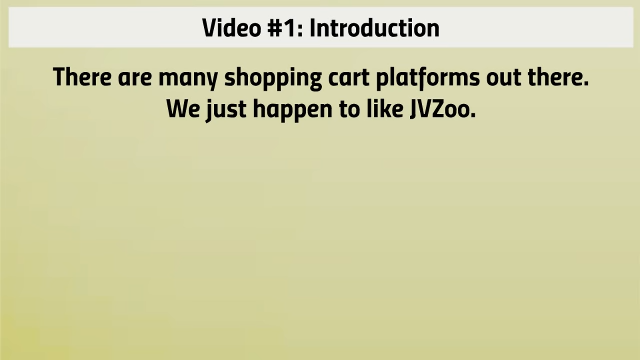 Video #1: Introduction
There are many shopping cart platforms out there.
We just happen to like JVZoo.